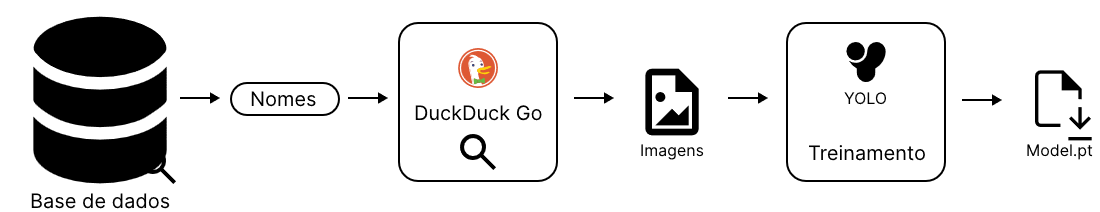 Base de dados
Nomes
DuckDuck Go
Imagens
YOLO
Treinamento
Model.pt